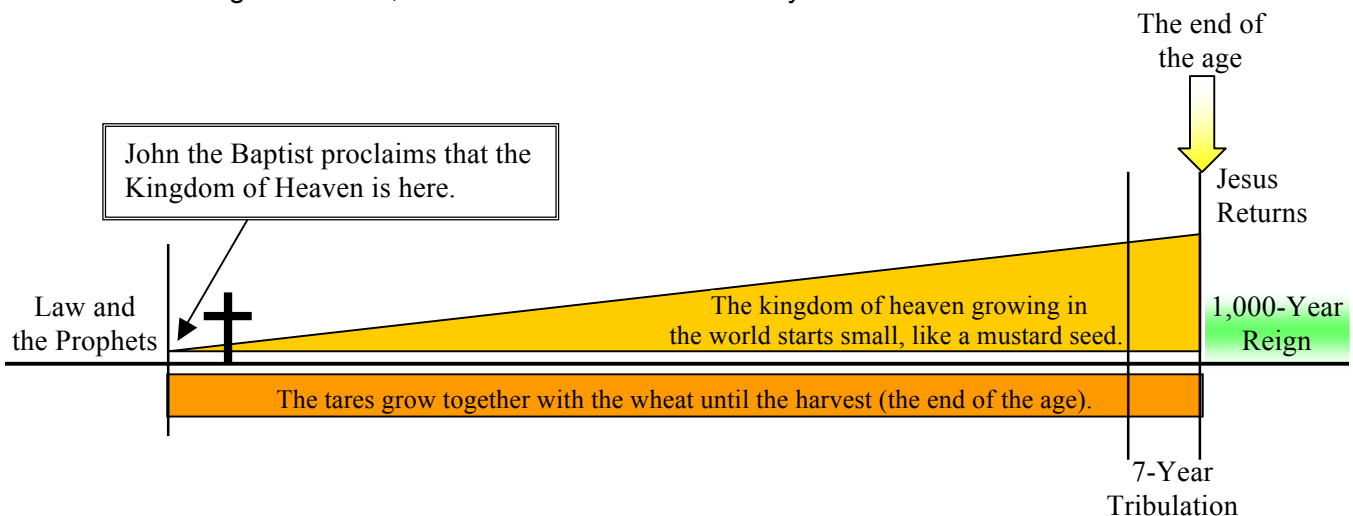 The end of
the age
John the Baptist proclaims that the
Kingdom of Heaven is here.
Jesus
Returns
Law and
the Prophets
The kingdom of heaven growing in
the world starts small, like a mustard seed.
1,000-Year
Reign
The tares grow together with the wheat until the harvest (the end of the age).
7-Year
Tribulation